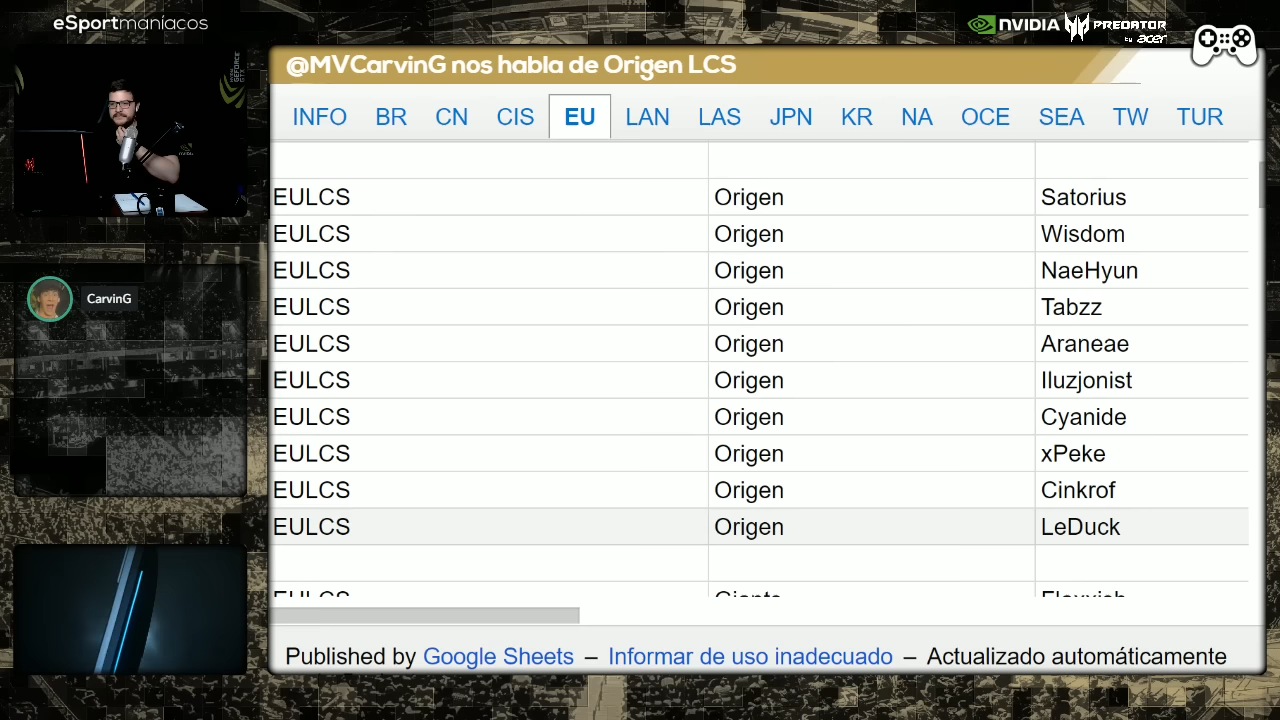 eSportmaníacos
NVIDIA PREDATOR by acer
@MVCarvinG nos habla de Origen LCS
INFO BR CN CIS EU LAN LAS JPN KR NA OCE SEA TW TUR
EULCS Origen Satorius
EULCS Origen Wisdom
EULCS Origen NaeHyun
EULCS Origen Tabzz
EULCS Origen Araneae
EULCS Origen Iluzjonist
EULCS Origen Cyanide
EULCS Origen xPeke
EULCS Origen Cinkrof
EULCS Origen LeDuck
EULCS Giants
CarvinG
Published by Google Sheets – Informar de uso inadecuado – Actualizado automáticamente